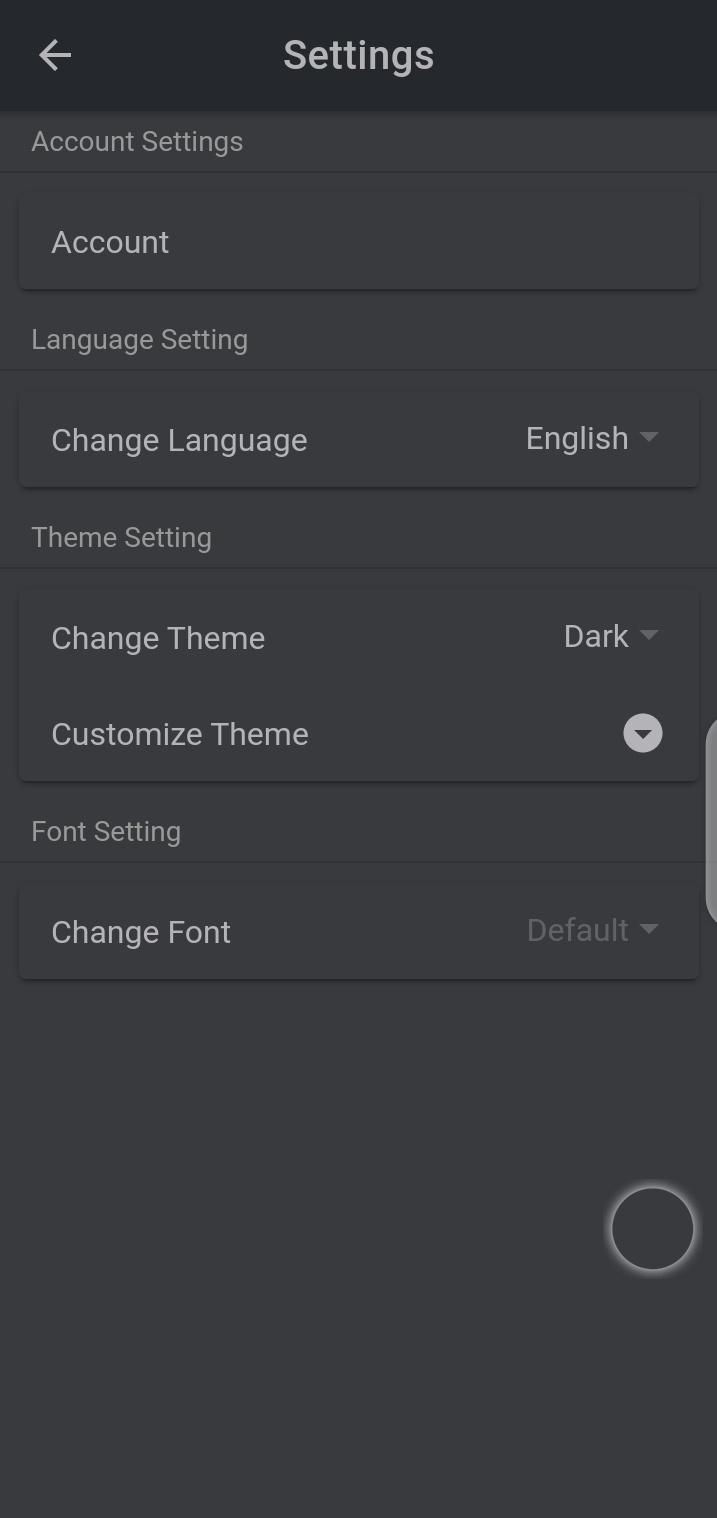 Settings
Account Settings
Account
Language Setting
Change Language English
Theme Setting
Change Theme Dark
Customize Theme
Font Setting
Change Font Default